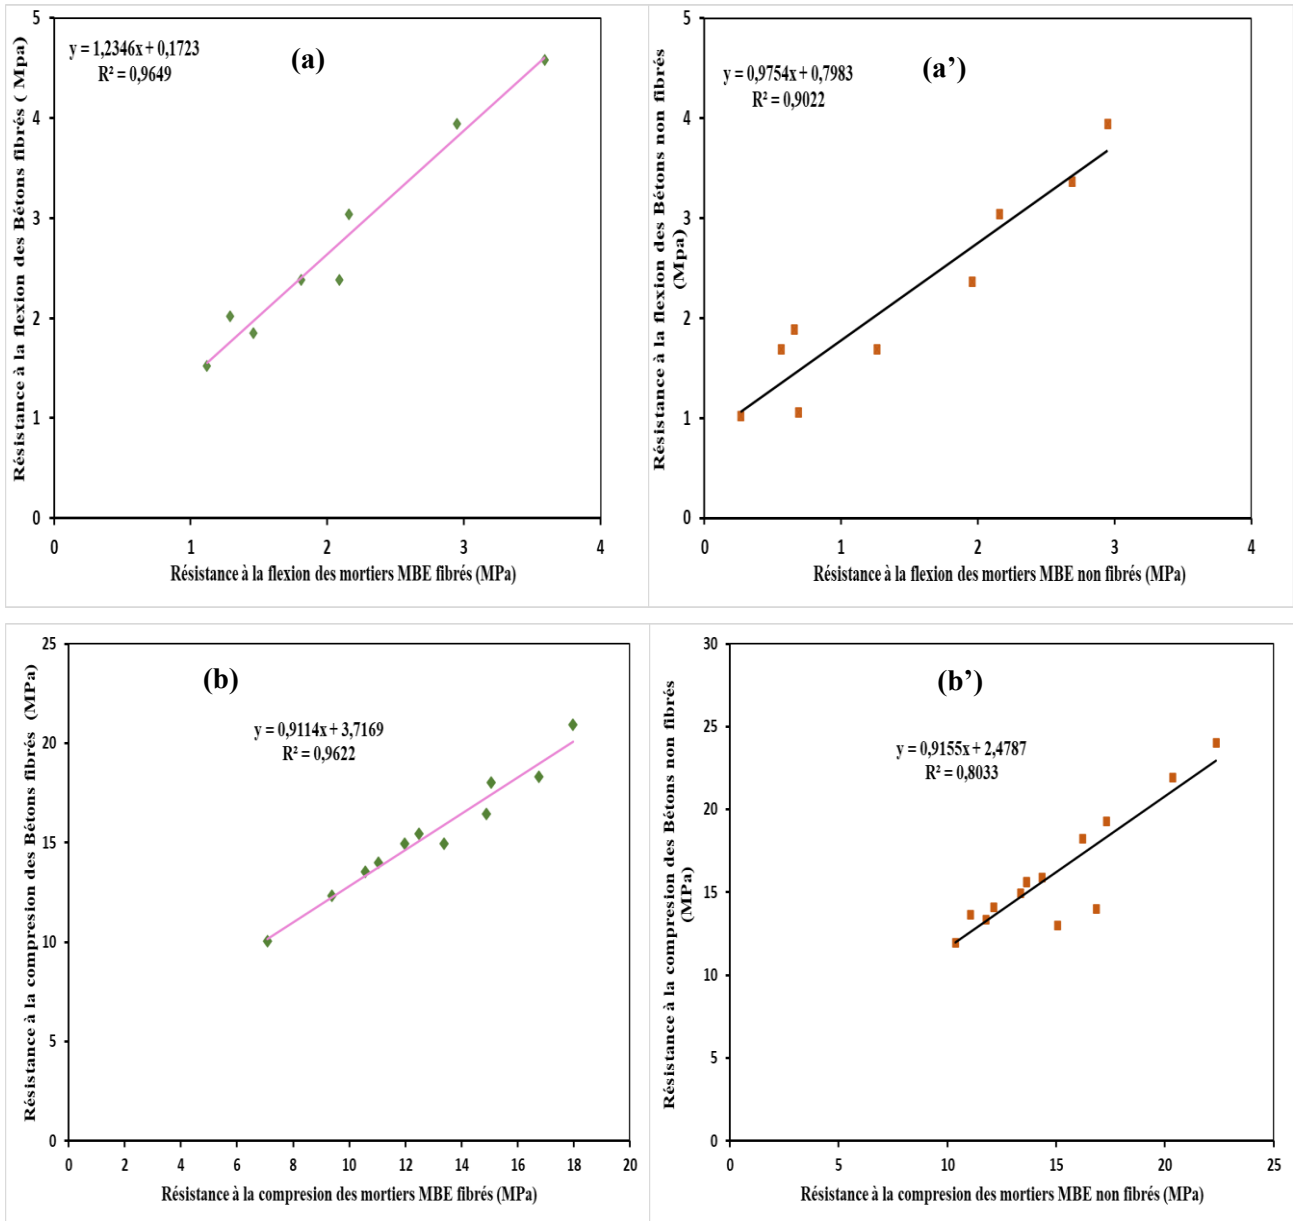 Résistance à la flexion des Bétons fibrés ( Mpa)
y = 1,2346x + 0,1723
R² = 0,9649
(a)
5
4
3
2
1
0
0 1 2 3 4
Résistance à la flexion des mortiers MBE fibrés (MPa)
Résistance à la flexion des Bétons non fibrés
(Mpa)
y = 0,9754x + 0,7983
R² = 0,9022
(a’)
5
4
3
2
1
0
0 1 2 3 4
Résistance à la flexion des mortiers MBE non fibrés (MPa)
Résistance à la compresion des Bétons fibrés (MPa)
(b)
y = 0,9114x + 3,7169
R² = 0,9622
25
20
15
10
5
0
0 2 4 6 8 10 12 14 16 18 20
Résistance à la compresion des mortiers MBE fibrés (MPa)
Résistance à la compresion des Bétons non fibrés
(MPa)
(b’)
y = 0,9155x + 2,4787
R² = 0,8033
30
25
20
15
10
5
0
0 5 10 15 20 25
Résistance à la compresion des mortiers MBE non fibrés (MPa)